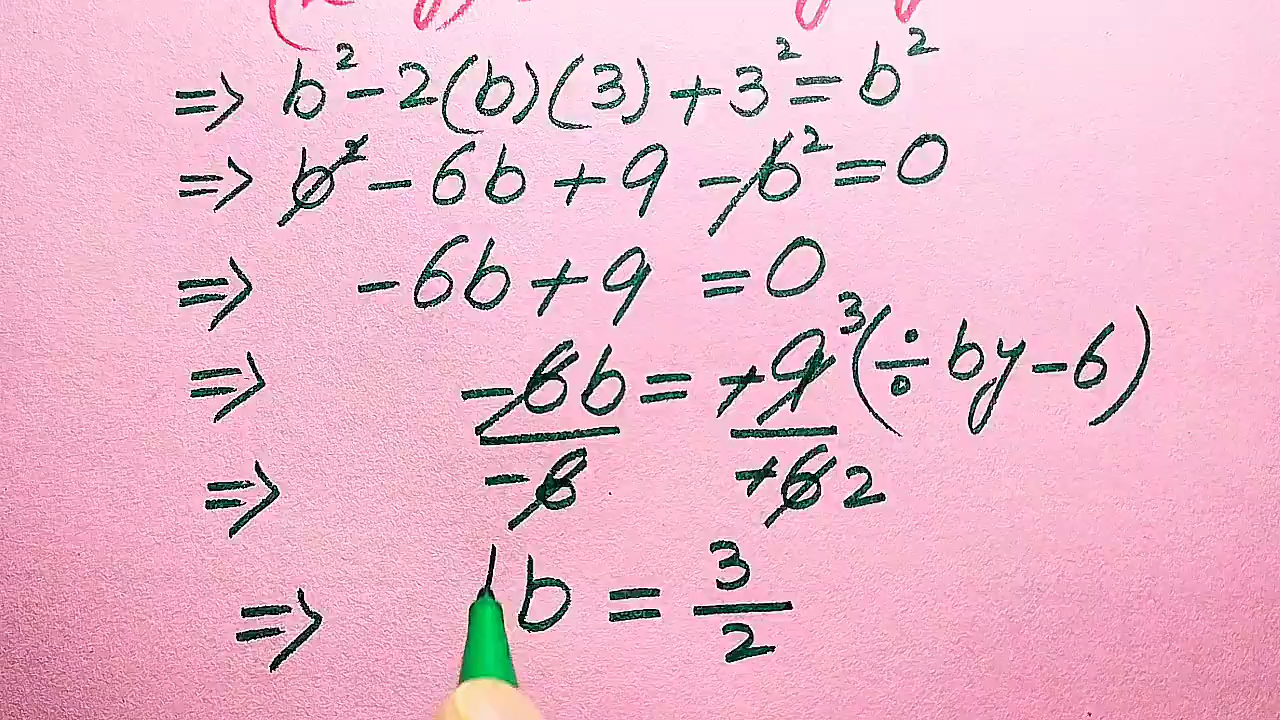 ⇒ b² - 2(b)(3) + 3² = b²
⇒ b² - 6b + 9 - b² = 0
⇒ - 6b + 9 = 0
⇒ - 6b = + 9 3 (÷ by - 6)
⇒ - 6 + 6 2
⇒ b = 3/2